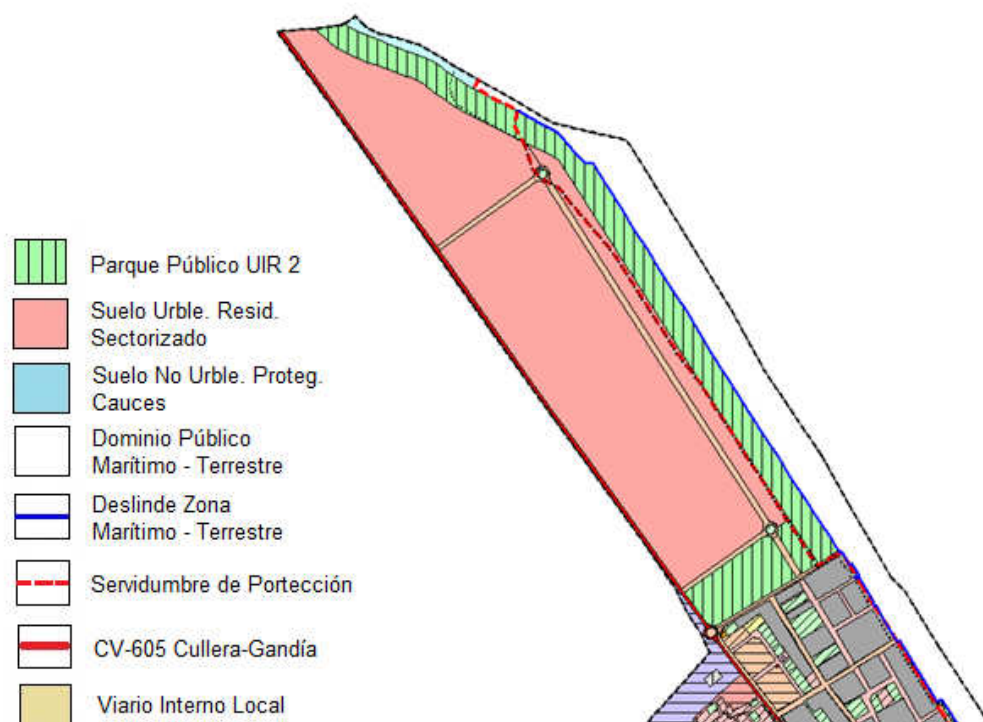 Parque Público UIR 2
Suelo Urble. Resid.
Sectorizado
Suelo No Urble. Proteg.
Cauces
Dominio Público
Marítimo - Terrestre
Deslinde Zona
Marítimo - Terrestre
Servidumbre de Portección
CV-605 Cullera-Gandía
Viario Interno Local